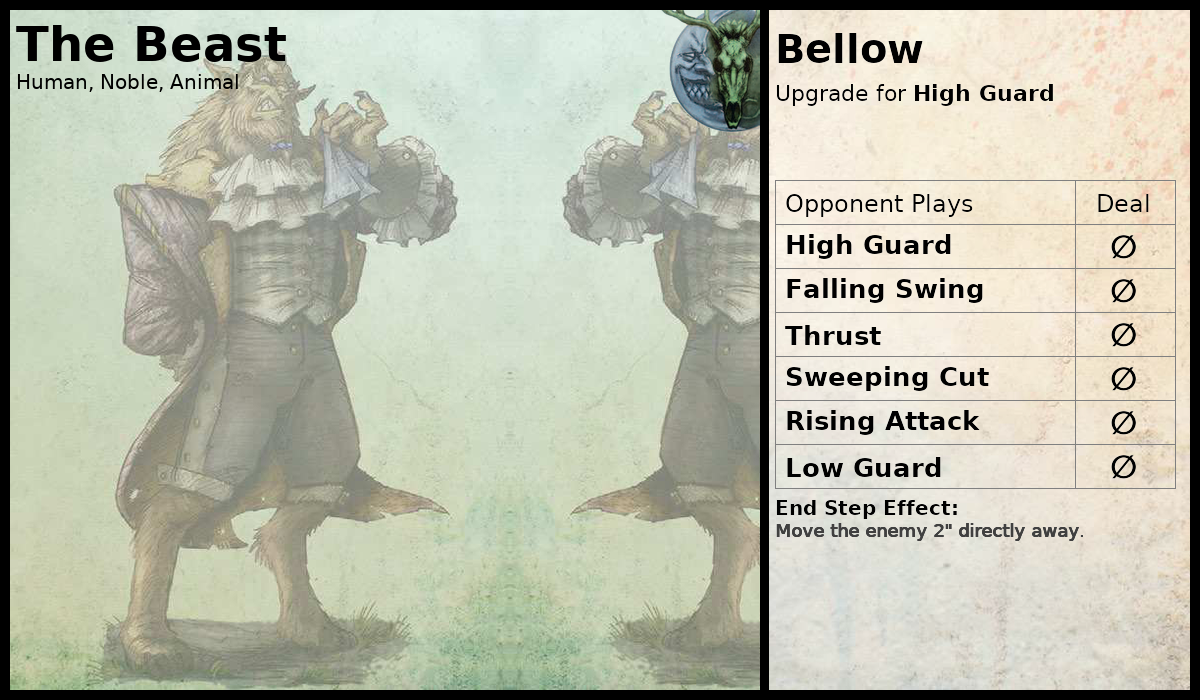 The Beast
Human, Noble, Animal
Bellow
Upgrade for High Guard
Opponent Plays Deal
High Guard ∅
Falling Swing ∅
Thrust ∅
Sweeping Cut ∅
Rising Attack ∅
Low Guard ∅
End Step Effect:
Move the enemy 2" directly away.